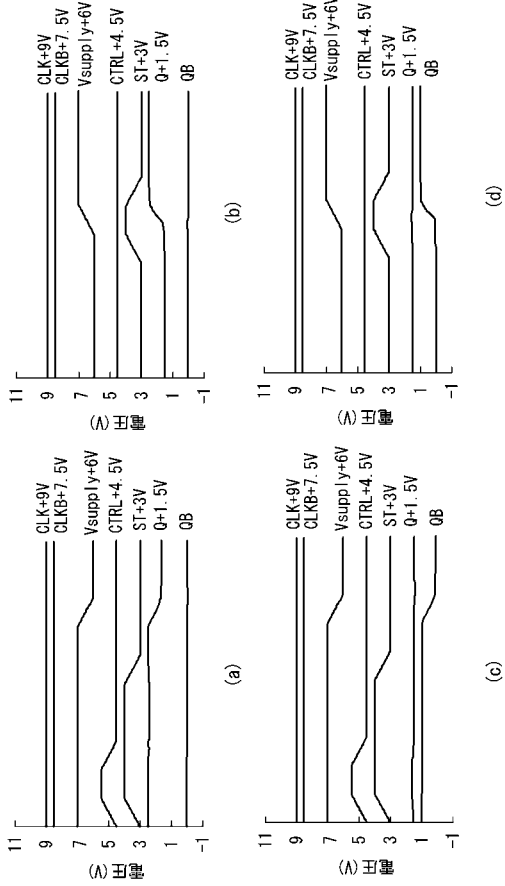 11
9
7
5
3
1
-1
電圧(V)
CLK+9V
CLKB+7.5V
Vsupply+6V
CTRL+4.5V
ST+3V
Q+1.5V
QB
(a)
11
9
7
5
3
1
-1
電圧(V)
CLK+9V
CLKB+7.5V
Vsupply+6V
CTRL+4.5V
ST+3V
Q+1.5V
QB
(b)
11
9
7
5
3
1
-1
電圧(V)
CLK+9V
CLKB+7.5V
Vsupply+6V
CTRL+4.5V
ST+3V
Q+1.5V
QB
(c)
11
9
7
5
3
1
-1
電圧(V)
CLK+9V
CLKB+7.5V
Vsupply+6V
CTRL+4.5V
ST+3V
Q+1.5V
QB
(d)